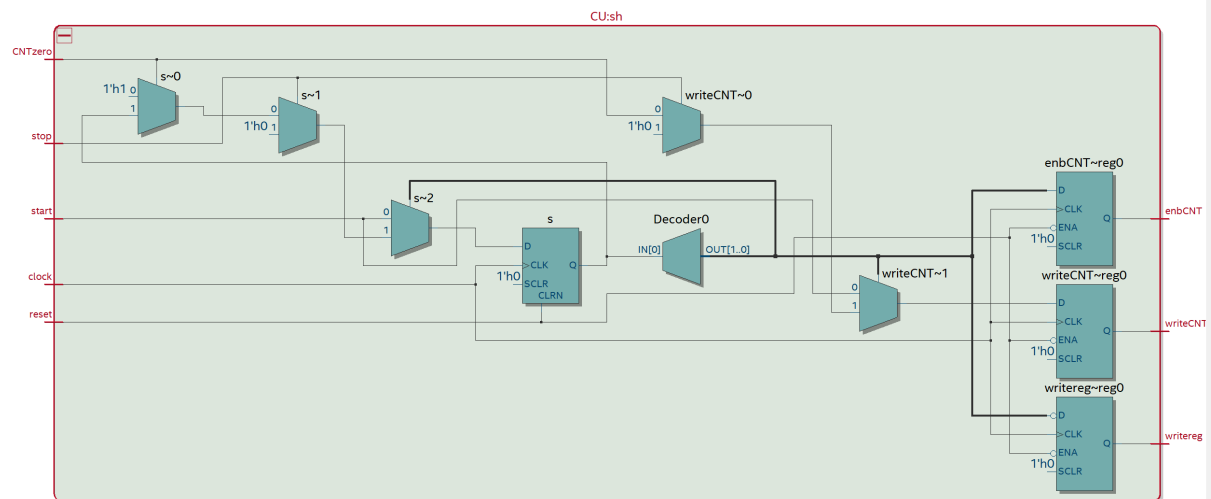 CU:sh
CNTzero
s~0
1'h1 0
1
s~1
0
1'h0 1
writeCNT~0
0
1'h0 1
stop
enbCNT~reg0
D
CLK
ENA
1'h0
SCLR
Q
enbCNT
start
s~2
0
1
s
D
CLK
1'h0
SCLR
CLRN
Q
Decoder0
IN[0]
OUT[1..0]
clock
writeCNT~1
0
1
writeCNT~reg0
D
CLK
ENA
1'h0
SCLR
Q
writeCNT
reset
writereg~reg0
D
CLK
ENA
1'h0
SCLR
Q
writereg